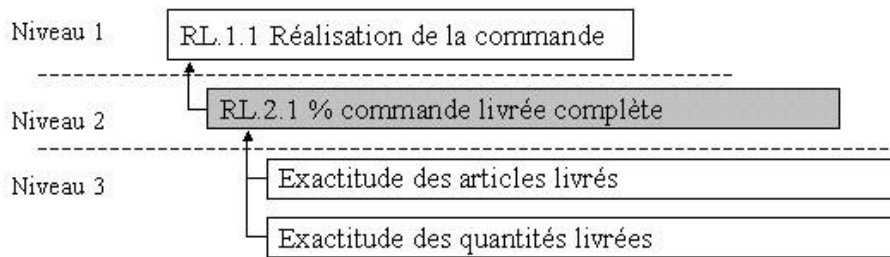 Niveau 1
RL.1.1 Réalisation de la commande
Niveau 2
RL.2.1 % commande livrée complète
Niveau 3
Exactitude des articles livrés
Exactitude des quantités livrées